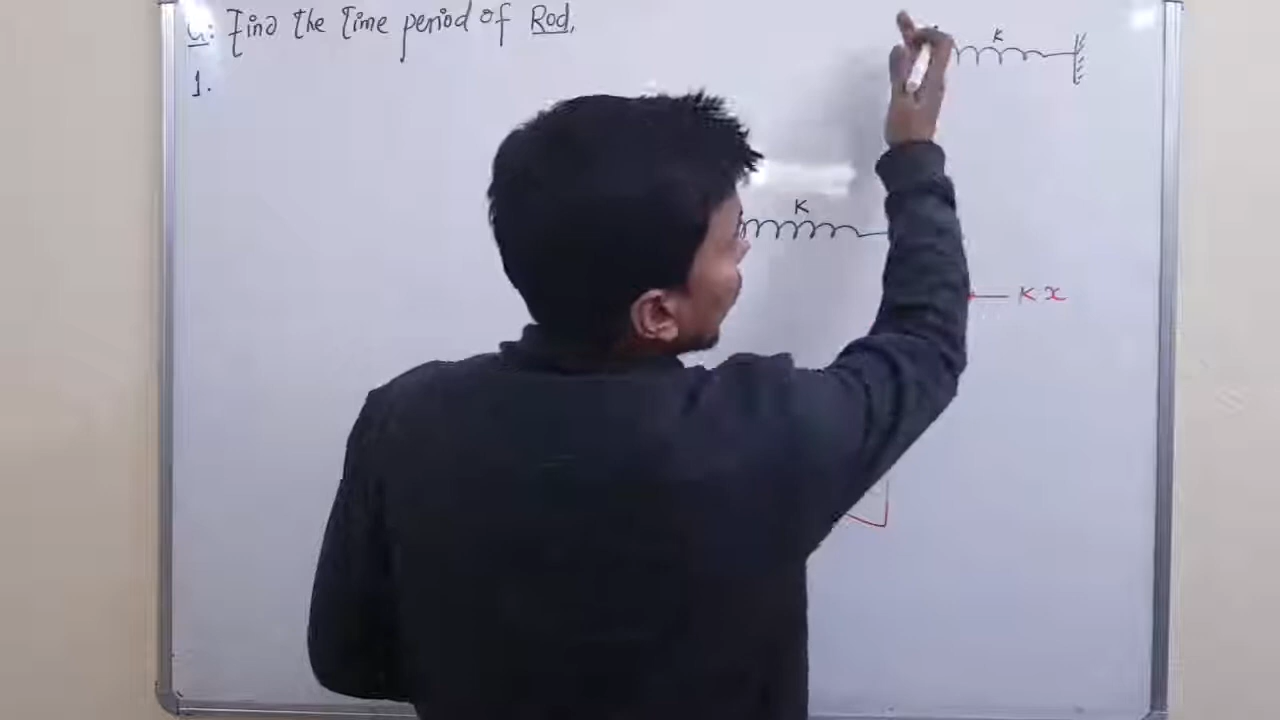 Q: Find the Time period of Rod,
1.
K
K
K x